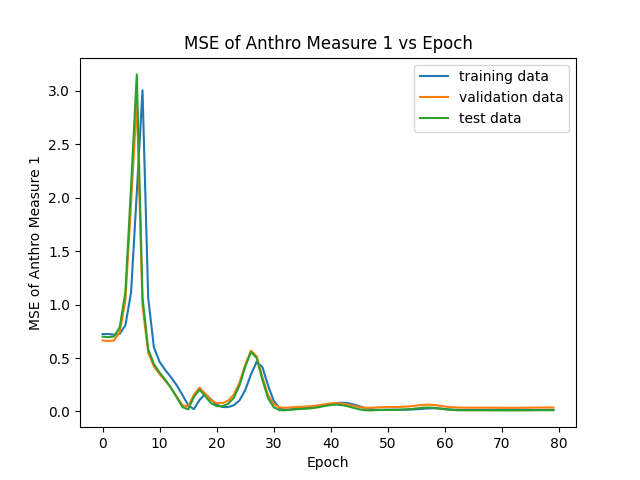 MSE of Anthro Measure 1 vs Epoch
training data
validation data
test data
MSE of Anthro Measure 1
3.0
2.5
2.0
1.5
1.0
0.5
0.0
0 10 20 30 40 50 60 70 80
Epoch